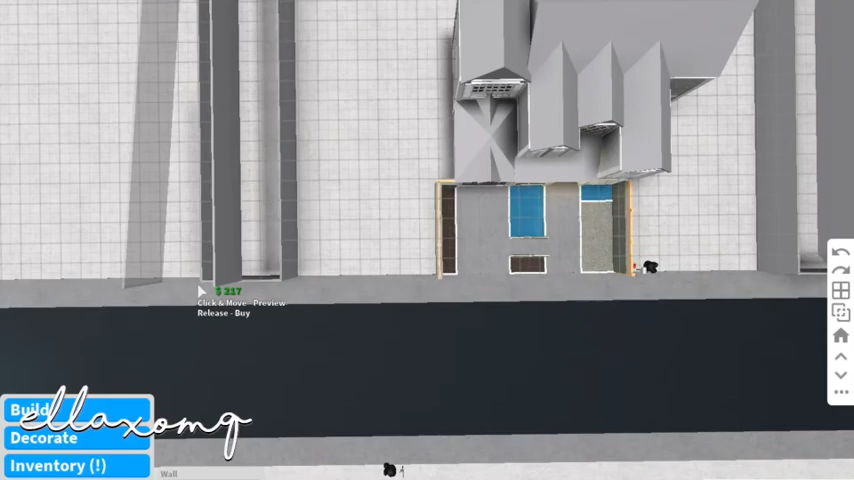 $ 217
Click & Move - Preview
Release - Buy
Build
ellaxomg
Decorate
Inventory (!)
Wall